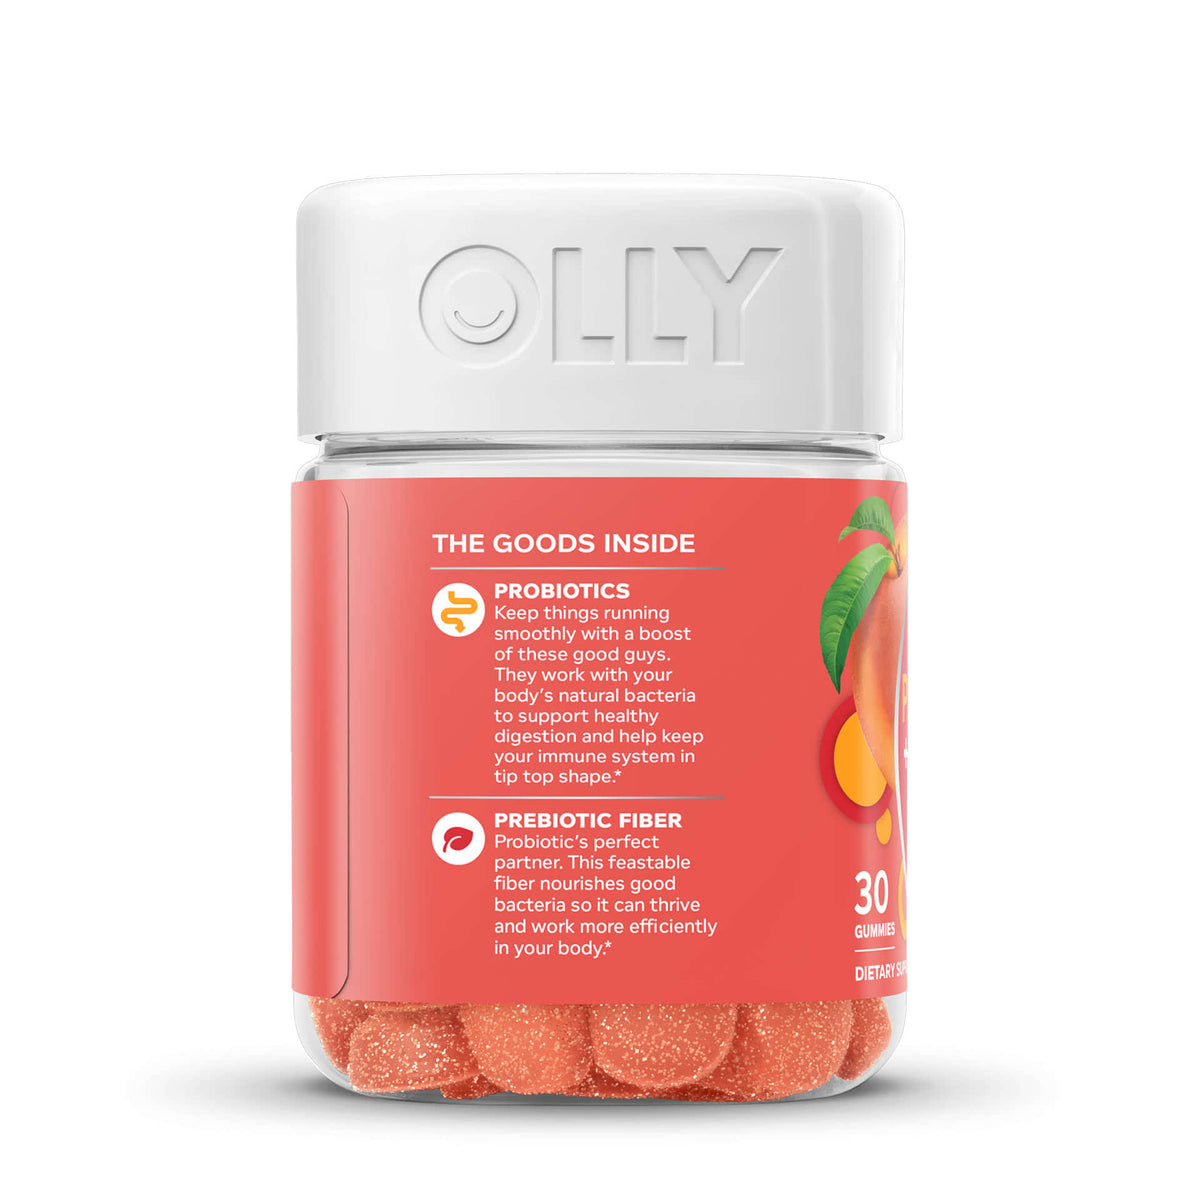 OLLY
THE GOODS INSIDE
PROBIOTICS
Keep things running
smoothly with a boost
of these good guys.
They work with your
body's natural bacteria
to support healthy
digestion and help keep
your immune system in
tip top shape.*
PREBIOTIC FIBER
Probiotic's perfect
partner. This feastable
fiber nourishes good
bacteria so it can thrive
and work more efficiently
in your body.*
30
GUMMIES
DIETARY